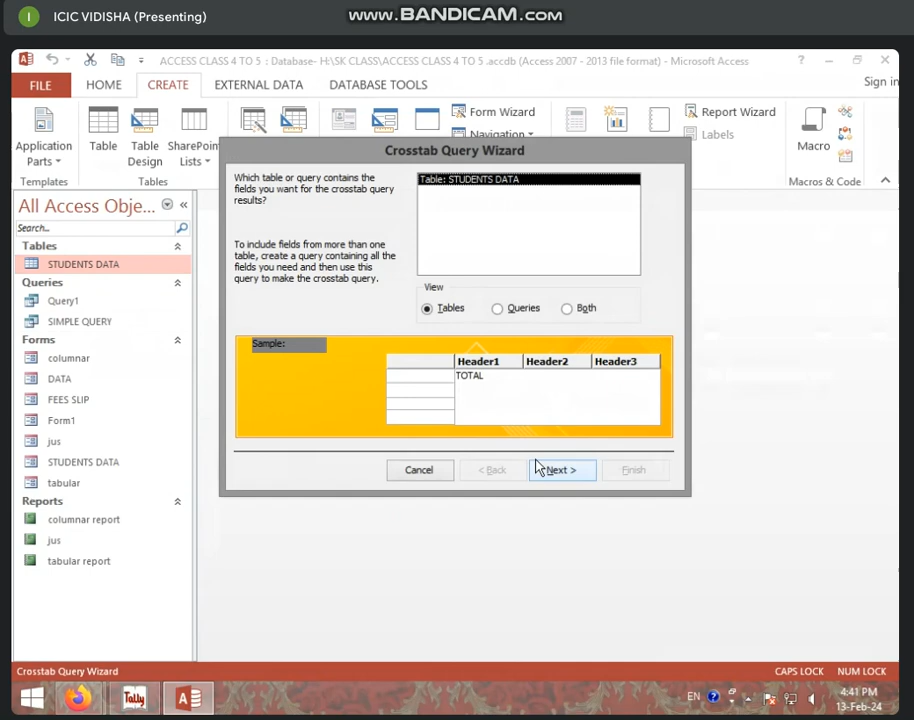 I ICIC VIDISHA (Presenting)
www.BANDICAM.com
ACCESS CLASS 4 TO 5 : Database- H:\SK CLASS\ACCESS CLASS 4 TO 5 .accdb (Access 2007 - 2013 file format) - Microsoft Access
FILE HOME CREATE EXTERNAL DATA DATABASE TOOLS Sign in
Application Parts
Table
Table Design
SharePoint Lists
Form Wizard
Navigation
Report Wizard
Labels
Macro
Templates Tables Macros & Code
All Access Obje...
Search...
Tables
STUDENTS DATA
Queries
Query1
SIMPLE QUERY
Forms
columnar
DATA
FEES SLIP
Form1
jus
STUDENTS DATA
tabular
Reports
columnar report
jus
tabular report
Crosstab Query Wizard
Which table or query contains the
fields you want for the crosstab query
results?
To include fields from more than one
table, create a query containing all the
fields you need and then use this
query to make the crosstab query.
Table: STUDENTS DATA
View
Tables Queries Both
Sample:
Header1 Header2 Header3
TOTAL
Cancel < Back Next > Finish
Crosstab Query Wizard CAPS LOCK NUM LOCK
Tally
EN
4:41 PM
13-Feb-24